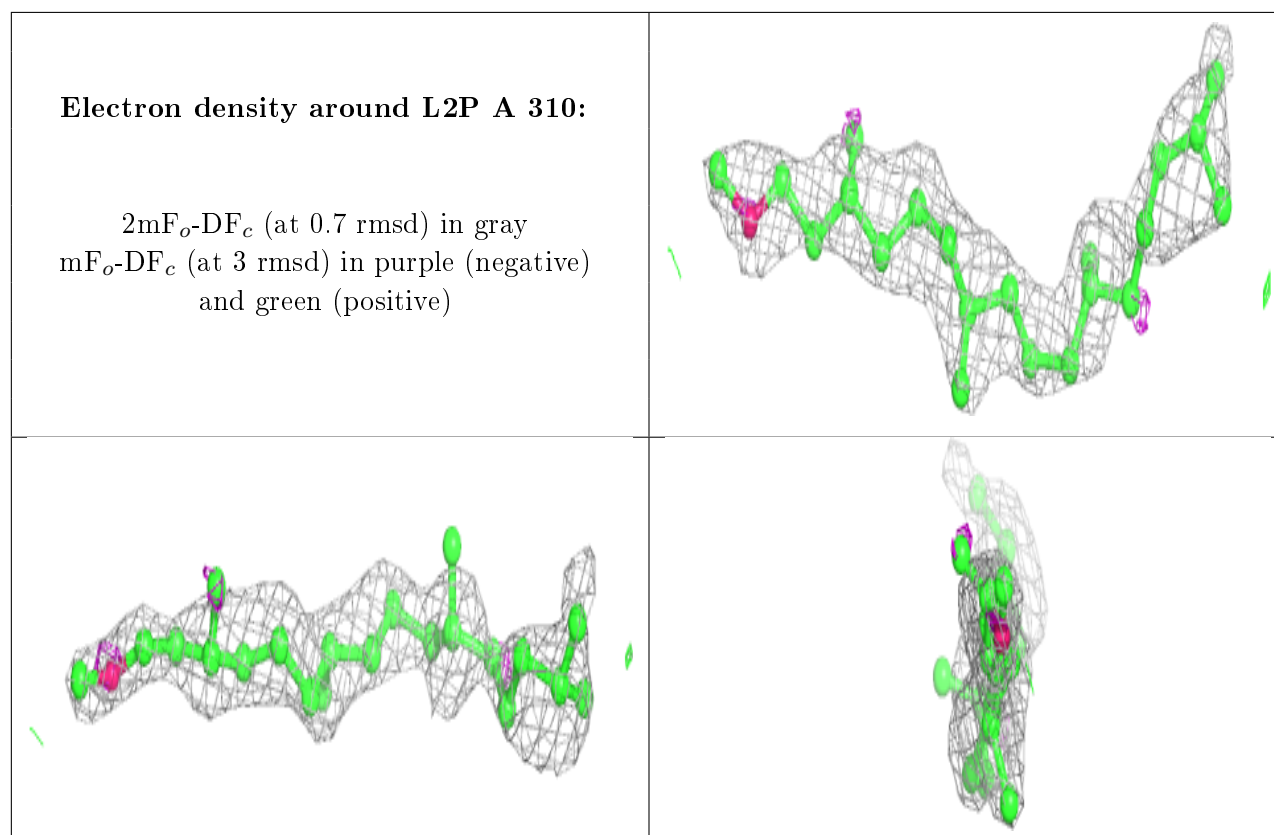 Electron density around L2P A 310:
2mFₒ-DF𝒸 (at 0.7 rmsd) in gray
mFₒ-DF𝒸 (at 3 rmsd) in purple (negative)
and green (positive)